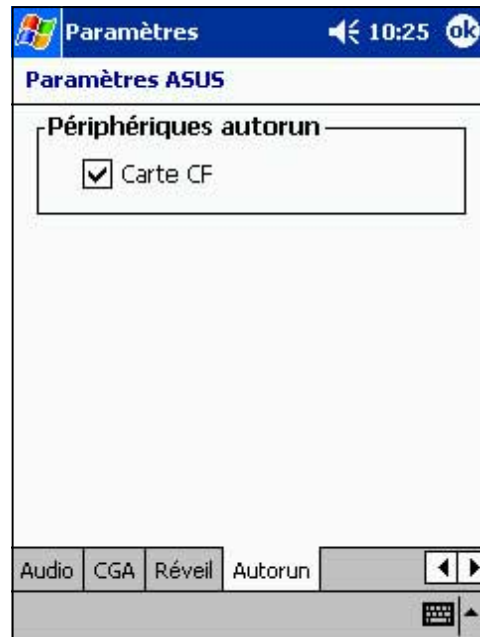 Paramètres 10:25 ok
Paramètres ASUS
Périphériques autorun
Carte CF
Audio CGA Réveil Autorun